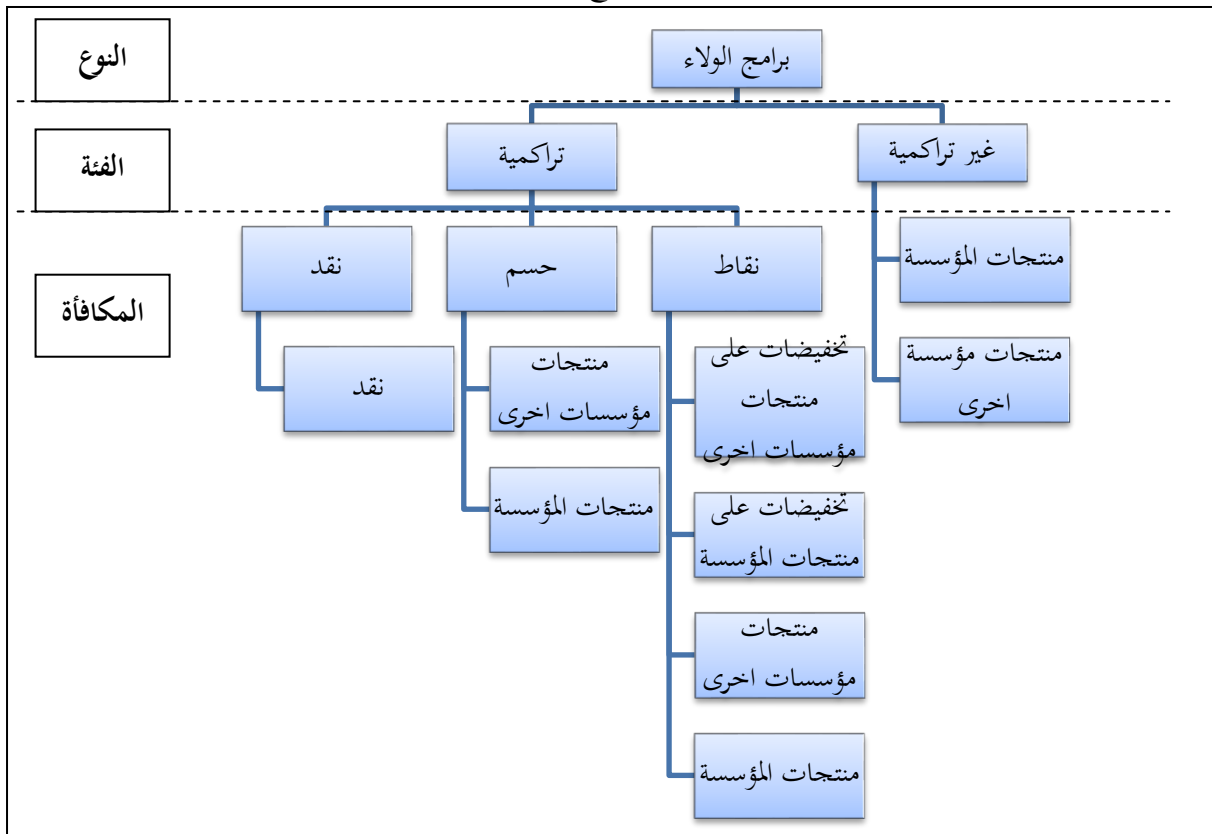 النوع
برامج الولاء
الفئة
غير تراكمية
تراكمية
المكافأة
منتجات المؤسسة
منتجات مؤسسة
اخرى
نقاط
تخفيضات على
منتجات
مؤسسات اخرى
تخفيضات على
منتجات المؤسسة
منتجات
مؤسسات اخرى
منتجات المؤسسة
حسم
منتجات
مؤسسات اخرى
منتجات المؤسسة
نقد
نقد